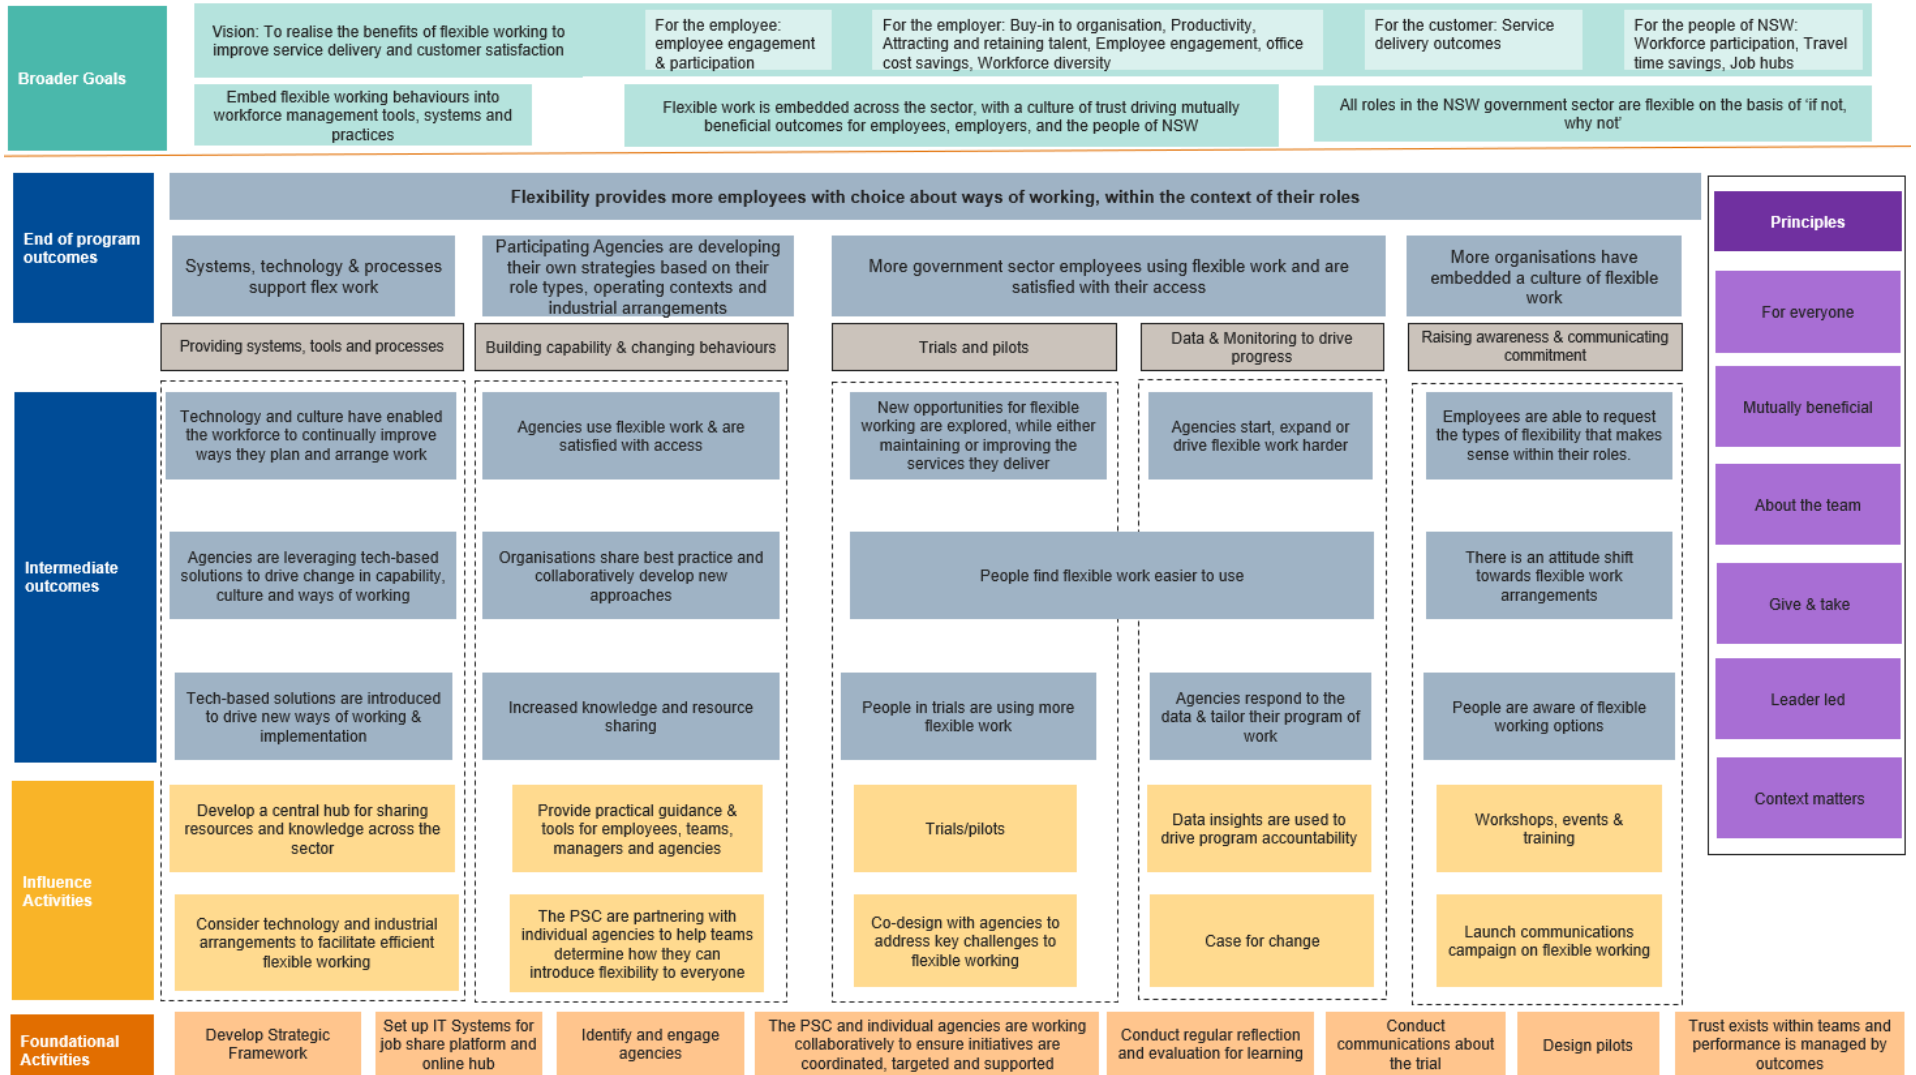 Broader Goals
Vision: To realise the benefits of flexible working to
improve service delivery and customer satisfaction
For the employee:
employee engagement
& participation
For the employer: Buy-in to organisation, Productivity,
Attracting and retaining talent, Employee engagement, office
cost savings, Workforce diversity
For the customer: Service
delivery outcomes
For the people of NSW:
Workforce participation, Travel
time savings, Job hubs
Embed flexible working behaviours into
workforce management tools, systems and
practices
Flexible work is embedded across the sector, with a culture of trust driving mutually
beneficial outcomes for employees, employers, and the people of NSW
All roles in the NSW government sector are flexible on the basis of ‘if not,
why not’
End of program
outcomes
Flexibility provides more employees with choice about ways of working, within the context of their roles
Systems, technology & processes
support flex work
Participating Agencies are developing
their own strategies based on their
role types, operating contexts and
industrial arrangements
More government sector employees using flexible work and are
satisfied with their access
More organisations have
embedded a culture of flexible
work
Providing systems, tools and processes
Building capability & changing behaviours
Trials and pilots
Data & Monitoring to drive
progress
Raising awareness & communicating
commitment
Intermediate
outcomes
Technology and culture have enabled
the workforce to continually improve
ways they plan and arrange work
Agencies use flexible work & are
satisfied with access
New opportunities for flexible
working are explored, while either
maintaining or improving the
services they deliver
Agencies start, expand or
drive flexible work harder
Employees are able to request
the types of flexibility that makes
sense within their roles.
Agencies are leveraging tech-based
solutions to drive change in capability,
culture and ways of working
Organisations share best practice and
collaboratively develop new
approaches
People find flexible work easier to use
There is an attitude shift
towards flexible work
arrangements
Tech-based solutions are introduced
to drive new ways of working &
implementation
Increased knowledge and resource
sharing
People in trials are using more
flexible work
Agencies respond to the
data & tailor their program of
work
People are aware of flexible
working options
Influence
Activities
Develop a central hub for sharing
resources and knowledge across the
sector
Provide practical guidance &
tools for employees, teams,
managers and agencies
Trials/pilots
Data insights are used to
drive program accountability
Workshops, events &
training
Consider technology and industrial
arrangements to facilitate efficient
flexible working
The PSC are partnering with
individual agencies to help teams
determine how they can
introduce flexibility to everyone
Co-design with agencies to
address key challenges to
flexible working
Case for change
Launch communications
campaign on flexible working
Principles
For everyone
Mutually beneficial
About the team
Give & take
Leader led
Context matters
Foundational
Activities
Develop Strategic
Framework
Set up IT Systems for
job share platform and
online hub
Identify and engage
agencies
The PSC and individual agencies are working
collaboratively to ensure initiatives are
coordinated, targeted and supported
Conduct regular reflection
and evaluation for learning
Conduct
communications about
the trial
Design pilots
Trust exists within teams and
performance is managed by
outcomes